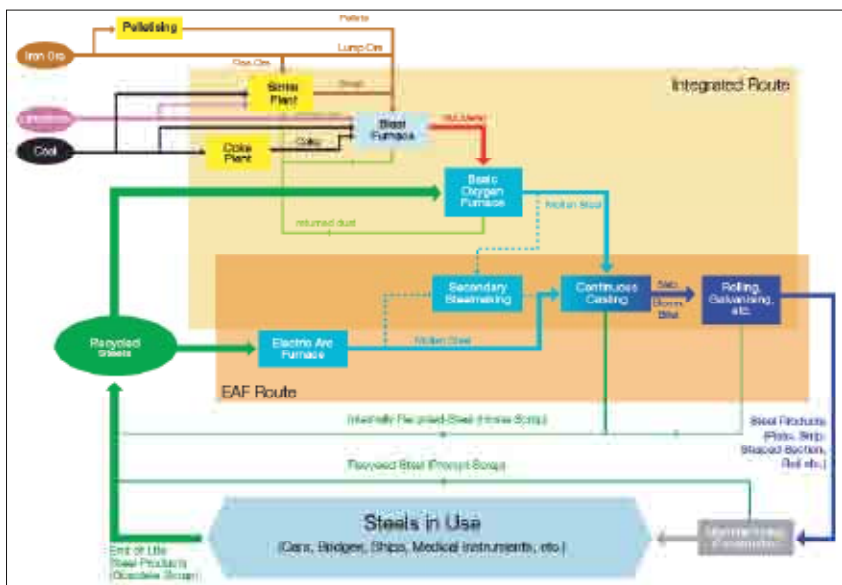 Pellets
Pelletising
Iron Ore
Lump Ore
Fine Ore
Sinter
Sinter
Plant
Integrated Route
Limestone
Blast
Furnace
Hot Metal
Coal
Coke
Plant
Coke
Basic
Oxygen
Furnace
Molten Steel
returned dust
Secondary
Steelmaking
Continuous
Casting
Slab,
Bloom,
Billet
Rolling,
Galvanising,
etc.
Recycled
Steels
Electric Arc
Furnace
Molten Steel
EAF Route
Internally Recycled Steel (Home Scrap)
Steel Products
(Plate, Strip,
Shaped Section,
Rail etc.)
Recycled Steel (Prompt Scrap)
Steels in Use
(Cars, Bridges, Ships, Medical Instruments, etc.)
End of Life
Steel Products
(Obsolete Scrap)